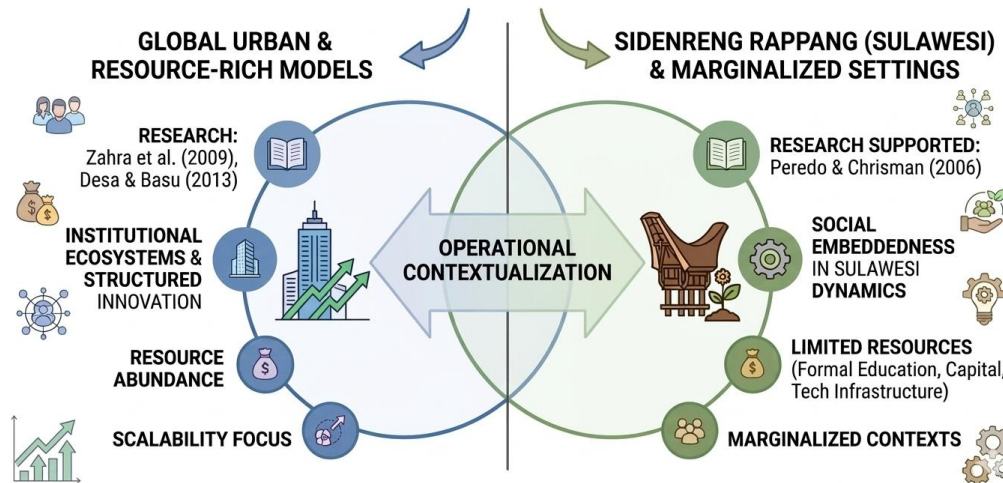 GLOBAL URBAN &
RESOURCE-RICH MODELS
RESEARCH:
Zahra et al. (2009),
Desa & Basu (2013)
INSTITUTIONAL
ECOSYSTEMS &
STRUCTURED
INNOVATION
RESOURCE
ABUNDANCE
SCALABILITY FOCUS
OPERATIONAL
CONTEXTUALIZATION
SIDENRENG RAPPANG (SULAWESI)
& MARGINALIZED SETTINGS
RESEARCH SUPPORTED:
Peredo & Chrisman (2006)
SOCIAL
EMBEDDEDNESS
IN SULAWESI
DYNAMICS
LIMITED RESOURCES
(Formal Education, Capital,
Tech Infrastructure)
MARGINALIZED CONTEXTS